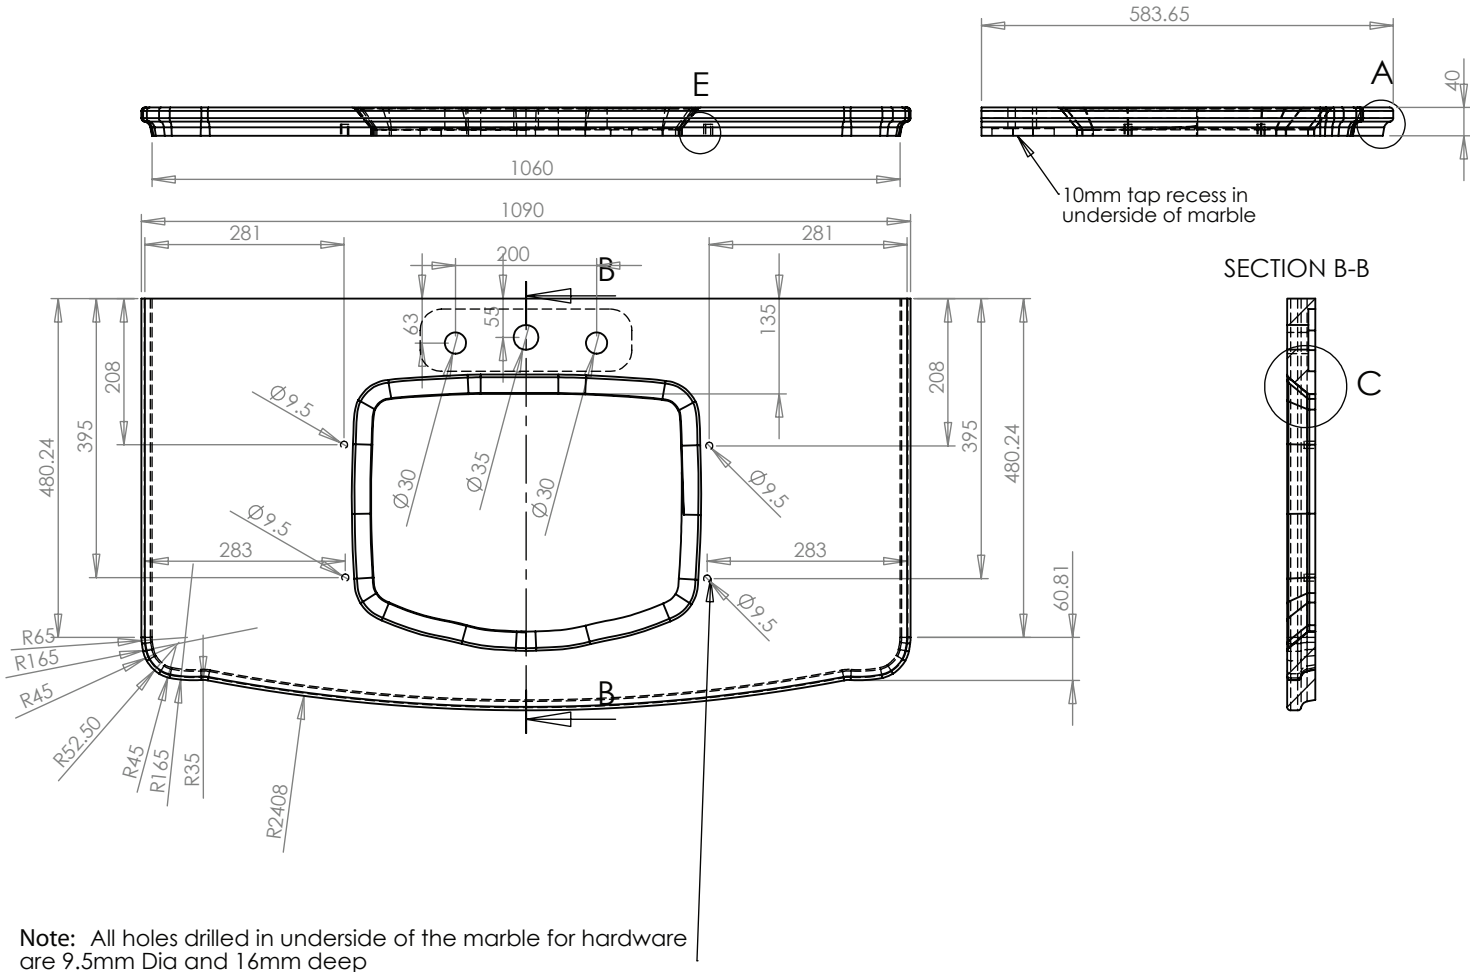 583.65
E
A
40
1060
10mm tap recess in
underside of marble
1090
281
200
281
B
SECTION B-B
63
55
135
208
208
Ø9.5
C
395
395
480.24
480.24
Ø30
Ø35
Ø30
Ø9.5
Ø9.5
283
283
60.81
Ø9.5
R65
R165
R45
B
R52.50
R45
R165
R35
R2408
Note: All holes drilled in underside of the marble for hardware
are 9.5mm Dia and 16mm deep